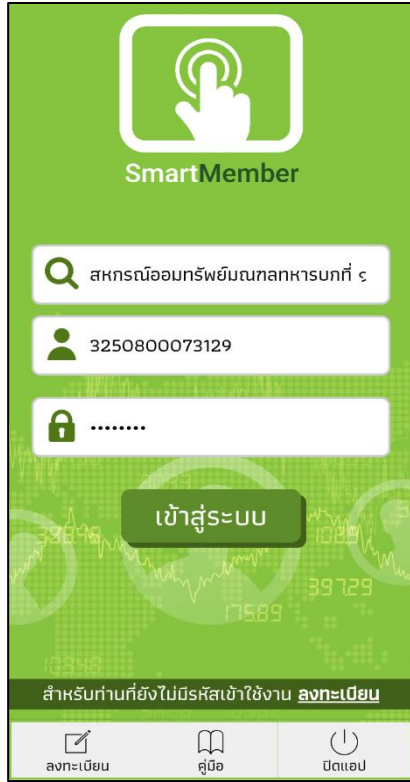 SmartMember
สหกรณ์ออมทรัพย์มณฑลทหารบกที่
3250800073129
••••••••
เข้าสู่ระบบ
39729
17589
10348
สำหรับท่านที่ยังไม่มีรหัสเข้าใช้งาน ลงทะเบียน
ลงทะเบียน คู่มือ ปิดแอป